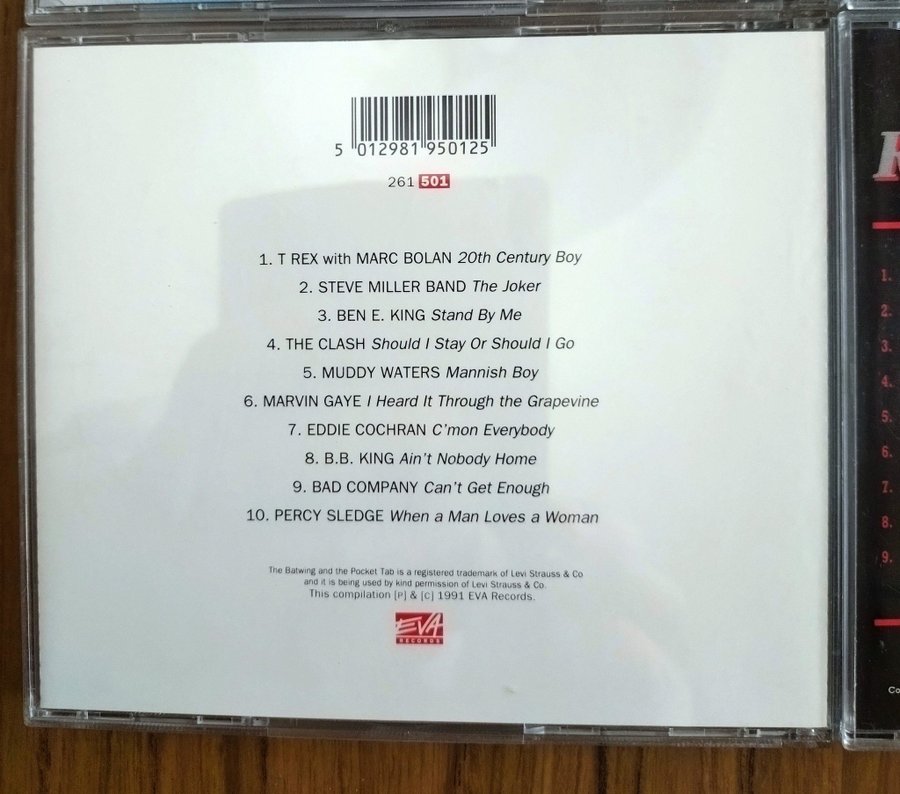 5 012981 950125
261 501
1. T REX with MARC BOLAN 20th Century Boy
2. STEVE MILLER BAND The Joker
3. BEN E. KING Stand By Me
4. THE CLASH Should I Stay Or Should I Go
5. MUDDY WATERS Mannish Boy
6. MARVIN GAYE I Heard It Through the Grapevine
7. EDDIE COCHRAN C'mon Everybody
8. B.B. KING Ain't Nobody Home
9. BAD COMPANY Can't Get Enough
10. PERCY SLEDGE When a Man Loves a Woman
The Batwing and the Pocket Tab is a registered trademark of Levi Strauss & Co
and it is being used by kind permission of Levi Strauss & Co.
This compilation [P] & [C] 1991 EVA Records.
EVA
RECORDS
1.
2.
3.
4.
5.
6.
7.
8.
9.